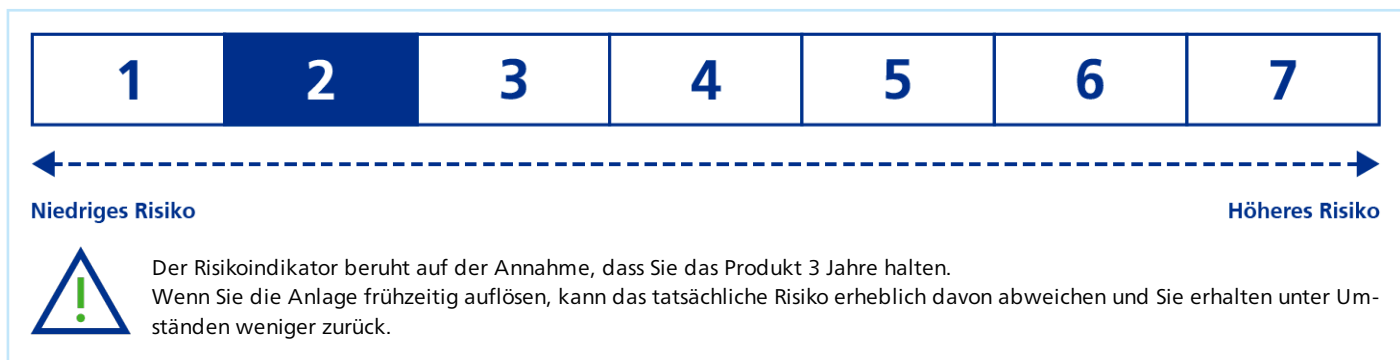 1 2 3 4 5 6 7
Niedriges Risiko Höheres Risiko
Der Risikoindikator beruht auf der Annahme, dass Sie das Produkt 3 Jahre halten.
Wenn Sie die Anlage frühzeitig auflösen, kann das tatsächliche Risiko erheblich davon abweichen und Sie erhalten unter Um-
ständen weniger zurück.